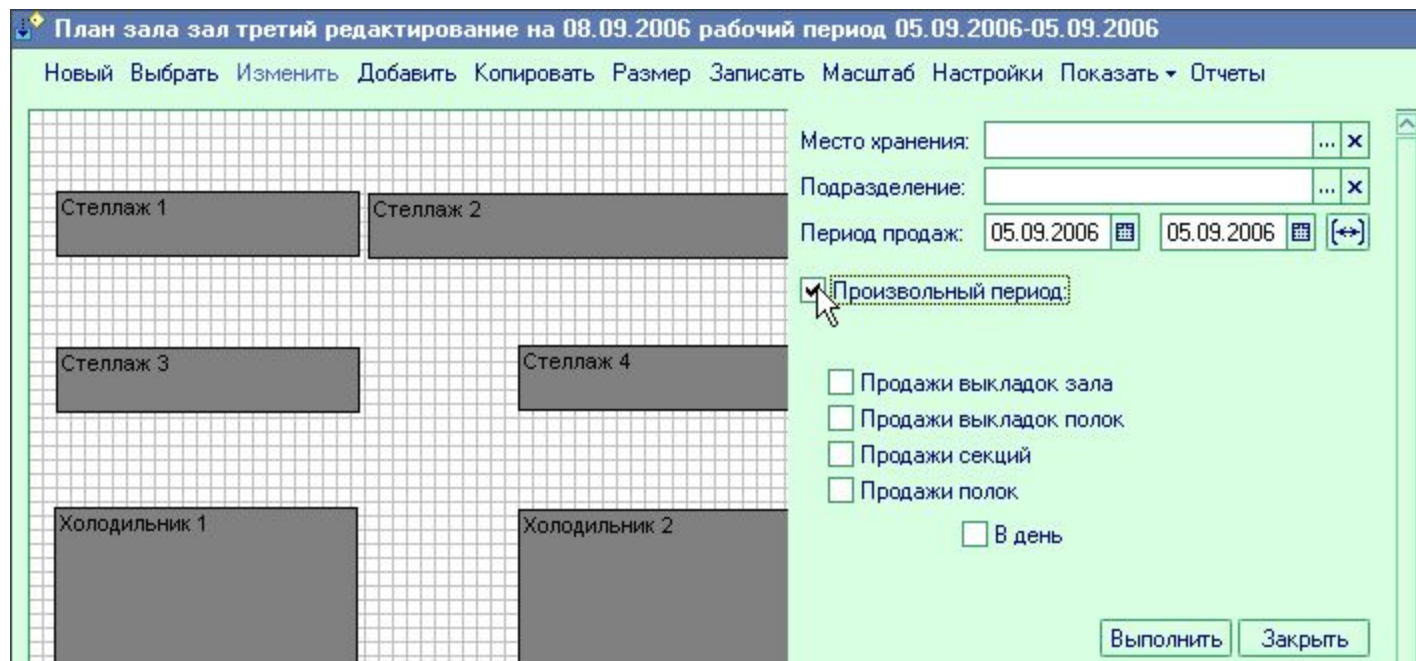 План зала зал третий редактирование на 08.09.2006 рабочий период 05.09.2006-05.09.2006
Новый Выбрать Изменить Добавить Копировать Размер Записать Масштаб Настройки Показать Отчеты
Место хранения: ...
Подразделение: ...
Стеллаж 1 Стеллаж 2
Период продаж: 05.09.2006 05.09.2006
Произвольный период:
Стеллаж 3 Стеллаж 4
Продажи выкладок зала
Продажи выкладок полок
Продажи секций
Продажи полок
Холодильник 1 Холодильник 2
В день
Выполнить Закрыть